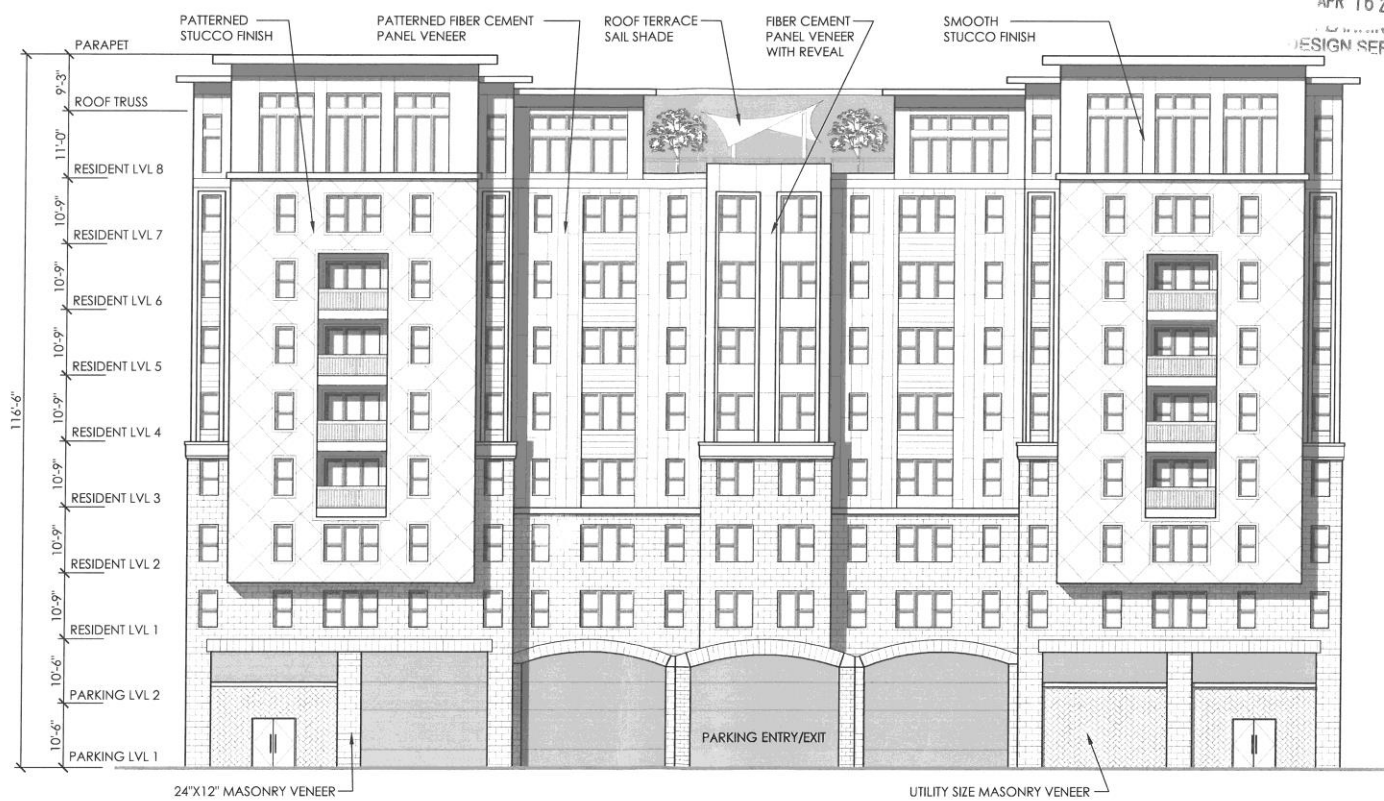 APR 16 2
DESIGN SER
PATTERNED
STUCCO FINISH
PATTERNED FIBER CEMENT
PANEL VENEER
ROOF TERRACE
SAIL SHADE
FIBER CEMENT
PANEL VENEER
WITH REVEAL
SMOOTH
STUCCO FINISH
PARAPET
9'-3"
ROOF TRUSS
11'-0"
RESIDENT LVL 8
10'-9"
RESIDENT LVL 7
10'-9"
RESIDENT LVL 6
10'-9"
RESIDENT LVL 5
10'-9"
RESIDENT LVL 4
10'-9"
RESIDENT LVL 3
10'-9"
RESIDENT LVL 2
10'-9"
RESIDENT LVL 1
10'-6"
PARKING LVL 2
10'-6"
PARKING LVL 1
116'-6"
PARKING ENTRY/EXIT
24"X12" MASONRY VENEER
UTILITY SIZE MASONRY VENEER